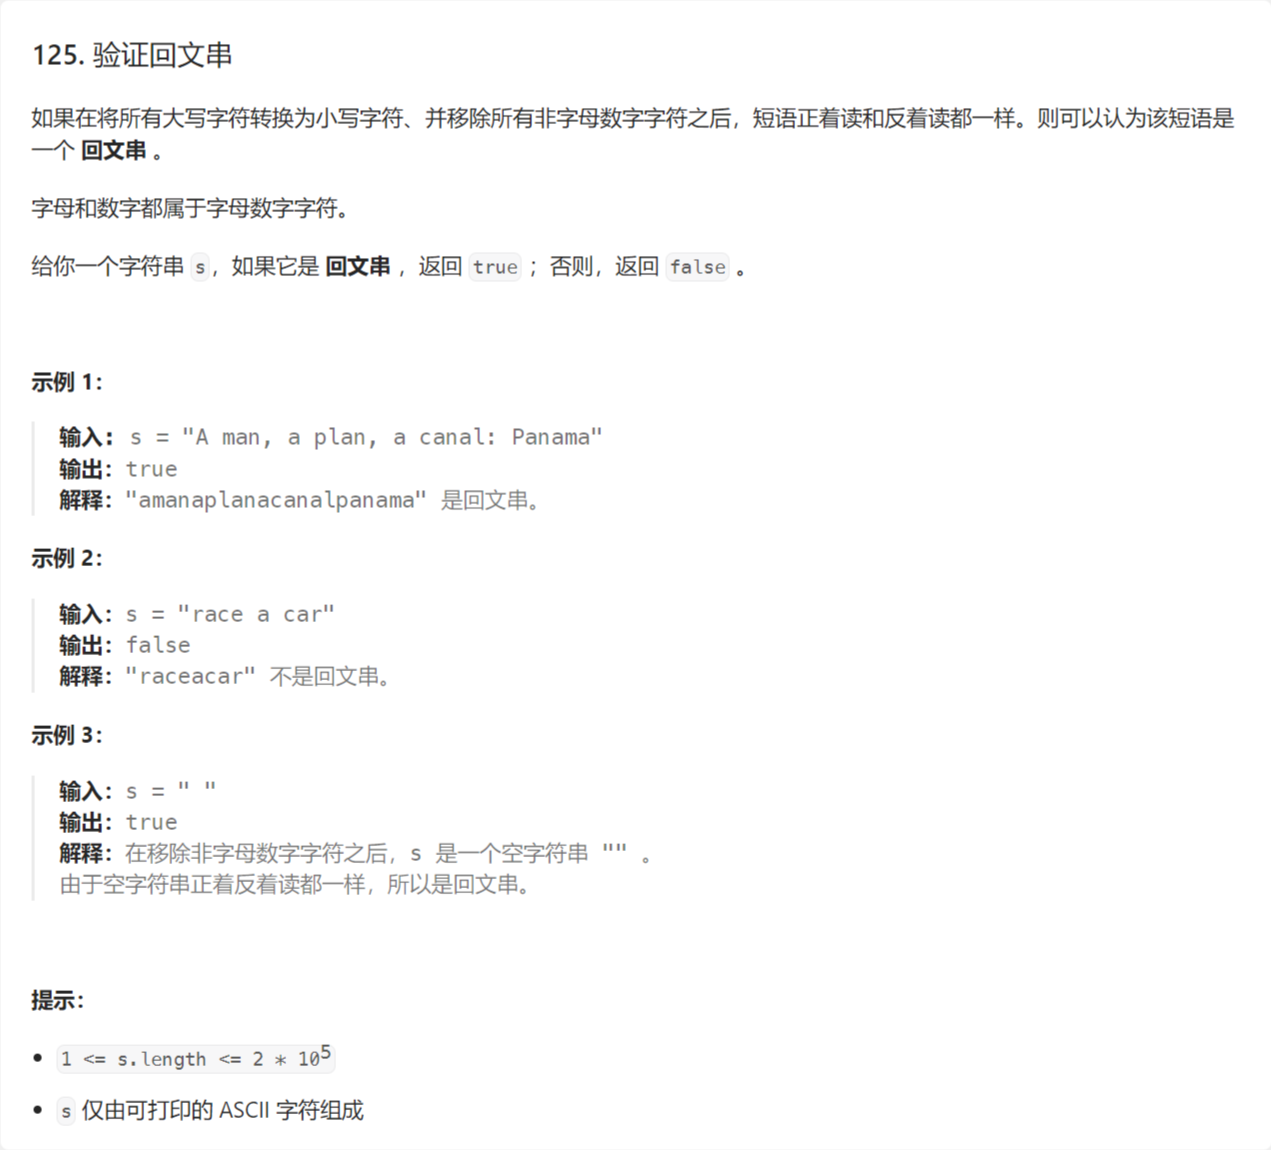 125. 验证回文串
如果在将所有大写字符转换为小写字符、并移除所有非字母数字字符之后，短语正着读和反着读都一样。则可以认为该短语是
一个 回文串 。
字母和数字都属于字母数字字符。
给你一个字符串 s，如果它是 回文串 ，返回 true ；否则，返回 false 。
示例 1：
输入: s = "A man, a plan, a canal: Panama"
输出：true
解释："amanaplanacanalpanama" 是回文串。
示例 2：
输入：s = "race a car"
输出：false
解释："raceacar" 不是回文串。
示例 3：
输入：s = " "
输出：true
解释：在移除非字母数字字符之后，s 是一个空字符串 "" 。
由于空字符串正着反着读都一样，所以是回文串。
提示：
• 1 <= s.length <= 2 * 10⁵
• s 仅由可打印的 ASCII 字符组成